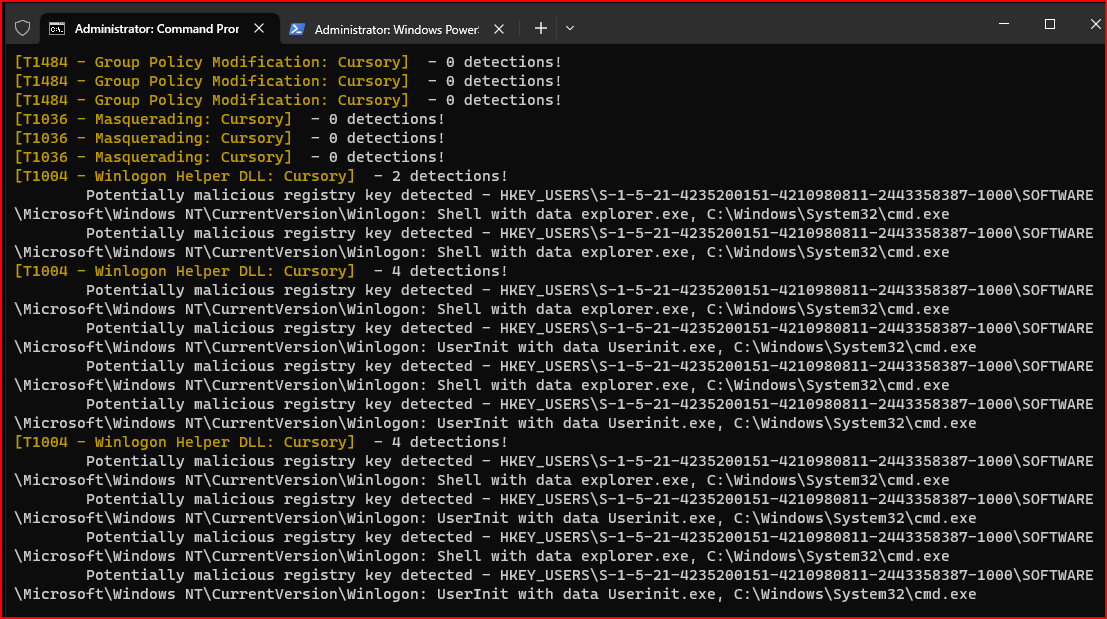 Administrator: Command Pror
Administrator: Windows Power
[T1484 - Group Policy Modification: Cursory]  - 0 detections!
[T1484 - Group Policy Modification: Cursory]  - 0 detections!
[T1484 - Group Policy Modification: Cursory]  - 0 detections!
[T1036 - Masquerading: Cursory]  - 0 detections!
[T1036 - Masquerading: Cursory]  - 0 detections!
[T1036 - Masquerading: Cursory]  - 0 detections!
[T1004 - Winlogon Helper DLL: Cursory]  - 2 detections!
Potentially malicious registry key detected - HKEY_USERS\S-1-5-21-4235200151-4210980811-2443358387-1000\SOFTWARE
\Microsoft\Windows NT\CurrentVersion\Winlogon: Shell with data explorer.exe, C:\Windows\System32\cmd.exe
Potentially malicious registry key detected - HKEY_USERS\S-1-5-21-4235200151-4210980811-2443358387-1000\SOFTWARE
\Microsoft\Windows NT\CurrentVersion\Winlogon: Shell with data explorer.exe, C:\Windows\System32\cmd.exe
[T1004 - Winlogon Helper DLL: Cursory]  - 4 detections!
Potentially malicious registry key detected - HKEY_USERS\S-1-5-21-4235200151-4210980811-2443358387-1000\SOFTWARE
\Microsoft\Windows NT\CurrentVersion\Winlogon: Shell with data explorer.exe, C:\Windows\System32\cmd.exe
Potentially malicious registry key detected - HKEY_USERS\S-1-5-21-4235200151-4210980811-2443358387-1000\SOFTWARE
\Microsoft\Windows NT\CurrentVersion\Winlogon: UserInit with data Userinit.exe, C:\Windows\System32\cmd.exe
Potentially malicious registry key detected - HKEY_USERS\S-1-5-21-4235200151-4210980811-2443358387-1000\SOFTWARE
\Microsoft\Windows NT\CurrentVersion\Winlogon: Shell with data explorer.exe, C:\Windows\System32\cmd.exe
Potentially malicious registry key detected - HKEY_USERS\S-1-5-21-4235200151-4210980811-2443358387-1000\SOFTWARE
\Microsoft\Windows NT\CurrentVersion\Winlogon: UserInit with data Userinit.exe, C:\Windows\System32\cmd.exe
[T1004 - Winlogon Helper DLL: Cursory]  - 4 detections!
Potentially malicious registry key detected - HKEY_USERS\S-1-5-21-4235200151-4210980811-2443358387-1000\SOFTWARE
\Microsoft\Windows NT\CurrentVersion\Winlogon: Shell with data explorer.exe, C:\Windows\System32\cmd.exe
Potentially malicious registry key detected - HKEY_USERS\S-1-5-21-4235200151-4210980811-2443358387-1000\SOFTWARE
\Microsoft\Windows NT\CurrentVersion\Winlogon: UserInit with data Userinit.exe, C:\Windows\System32\cmd.exe
Potentially malicious registry key detected - HKEY_USERS\S-1-5-21-4235200151-4210980811-2443358387-1000\SOFTWARE
\Microsoft\Windows NT\CurrentVersion\Winlogon: Shell with data explorer.exe, C:\Windows\System32\cmd.exe
Potentially malicious registry key detected - HKEY_USERS\S-1-5-21-4235200151-4210980811-2443358387-1000\SOFTWARE
\Microsoft\Windows NT\CurrentVersion\Winlogon: UserInit with data Userinit.exe, C:\Windows\System32\cmd.exe